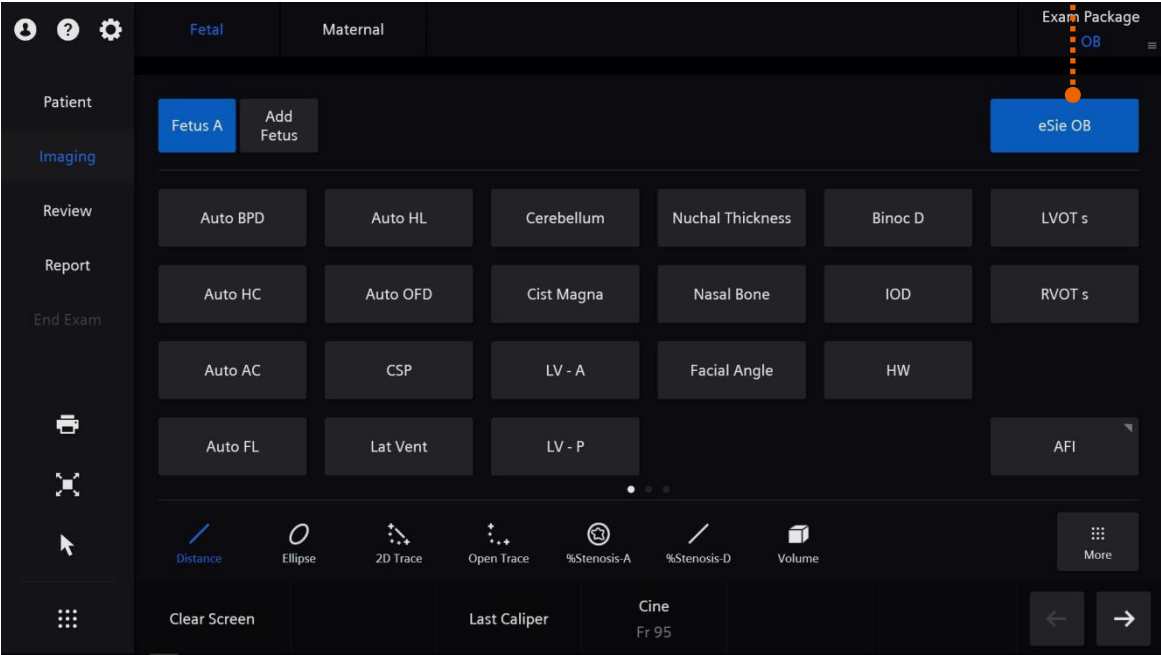 Fetal
Maternal
Exam Package
OB
Patient
Imaging
Review
Report
End Exam
Fetus A
Add
Fetus
eSie OB
Auto BPD
Auto HL
Cerebellum
Nuchal Thickness
Binoc D
LVOT s
Auto HC
Auto OFD
Cist Magna
Nasal Bone
IOD
RVOT s
Auto AC
CSP
LV - A
Facial Angle
HW
Auto FL
Lat Vent
LV - P
AFI
Distance
Ellipse
2D Trace
Open Trace
%Stenosis-A
%Stenosis-D
Volume
More
Clear Screen
Last Caliper
Cine
Fr 95